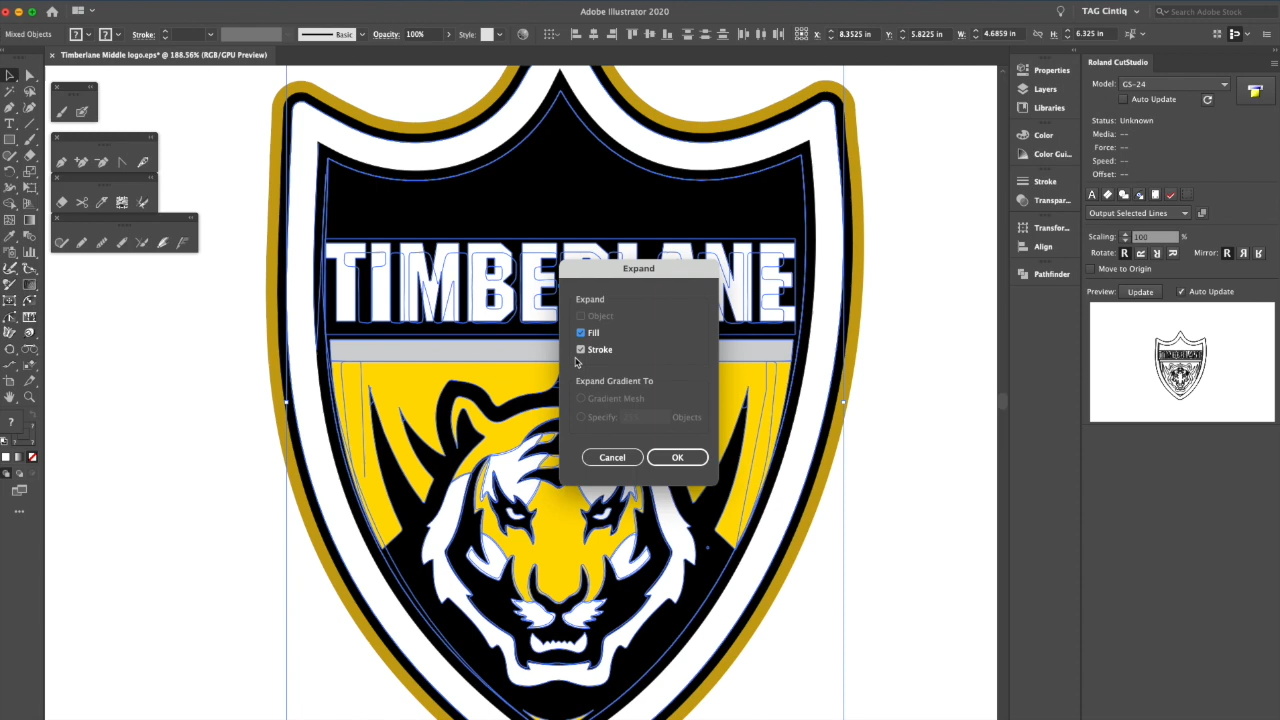 Adobe Illustrator 2020
TAG Cintiq
Search Adobe Stock
Mixed Objects
?
?
Stroke:
Basic
Opacity: 100%
Style:
X: 8.3525 in
Y: 5.8225 in
W: 4.6859 in
H: 6.325 in
Timberlane Middle logo.eps* @ 188.56% (RGB/GPU Preview)
Properties
Layers
Libraries
Color
Color Gui...
Stroke
Transpar...
Transfor...
Align
Pathfinder
Roland CutStudio
Model: GS-24
Auto Update
Status: Unknown
Media: --
Force: --
Speed: --
Offset: --
Output Selected Lines
Scaling: 100 %
Rotate: R R R R Mirror: R R R
Move to Origin
Preview: Update Auto Update
TIMBERLANE
Expand
Expand
Object
Fill
Stroke
Expand Gradient To
Gradient Mesh
Specify: 255 Objects
Cancel OK